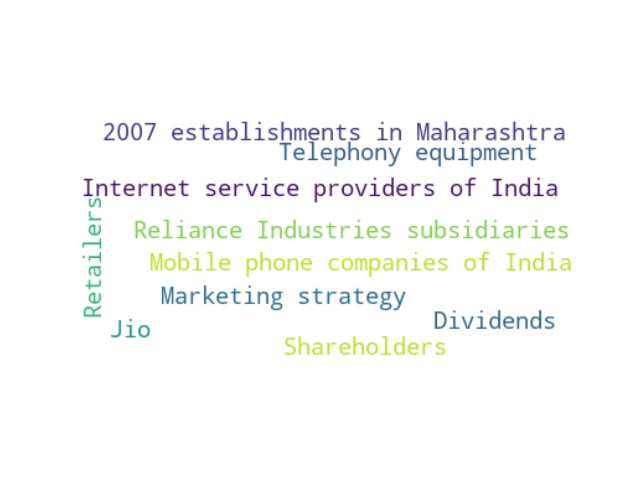 2007 establishments in Maharashtra
Telephony equipment
Internet service providers of India
Retailers
Reliance Industries subsidiaries
Mobile phone companies of India
Marketing strategy
Dividends
Jio
Shareholders